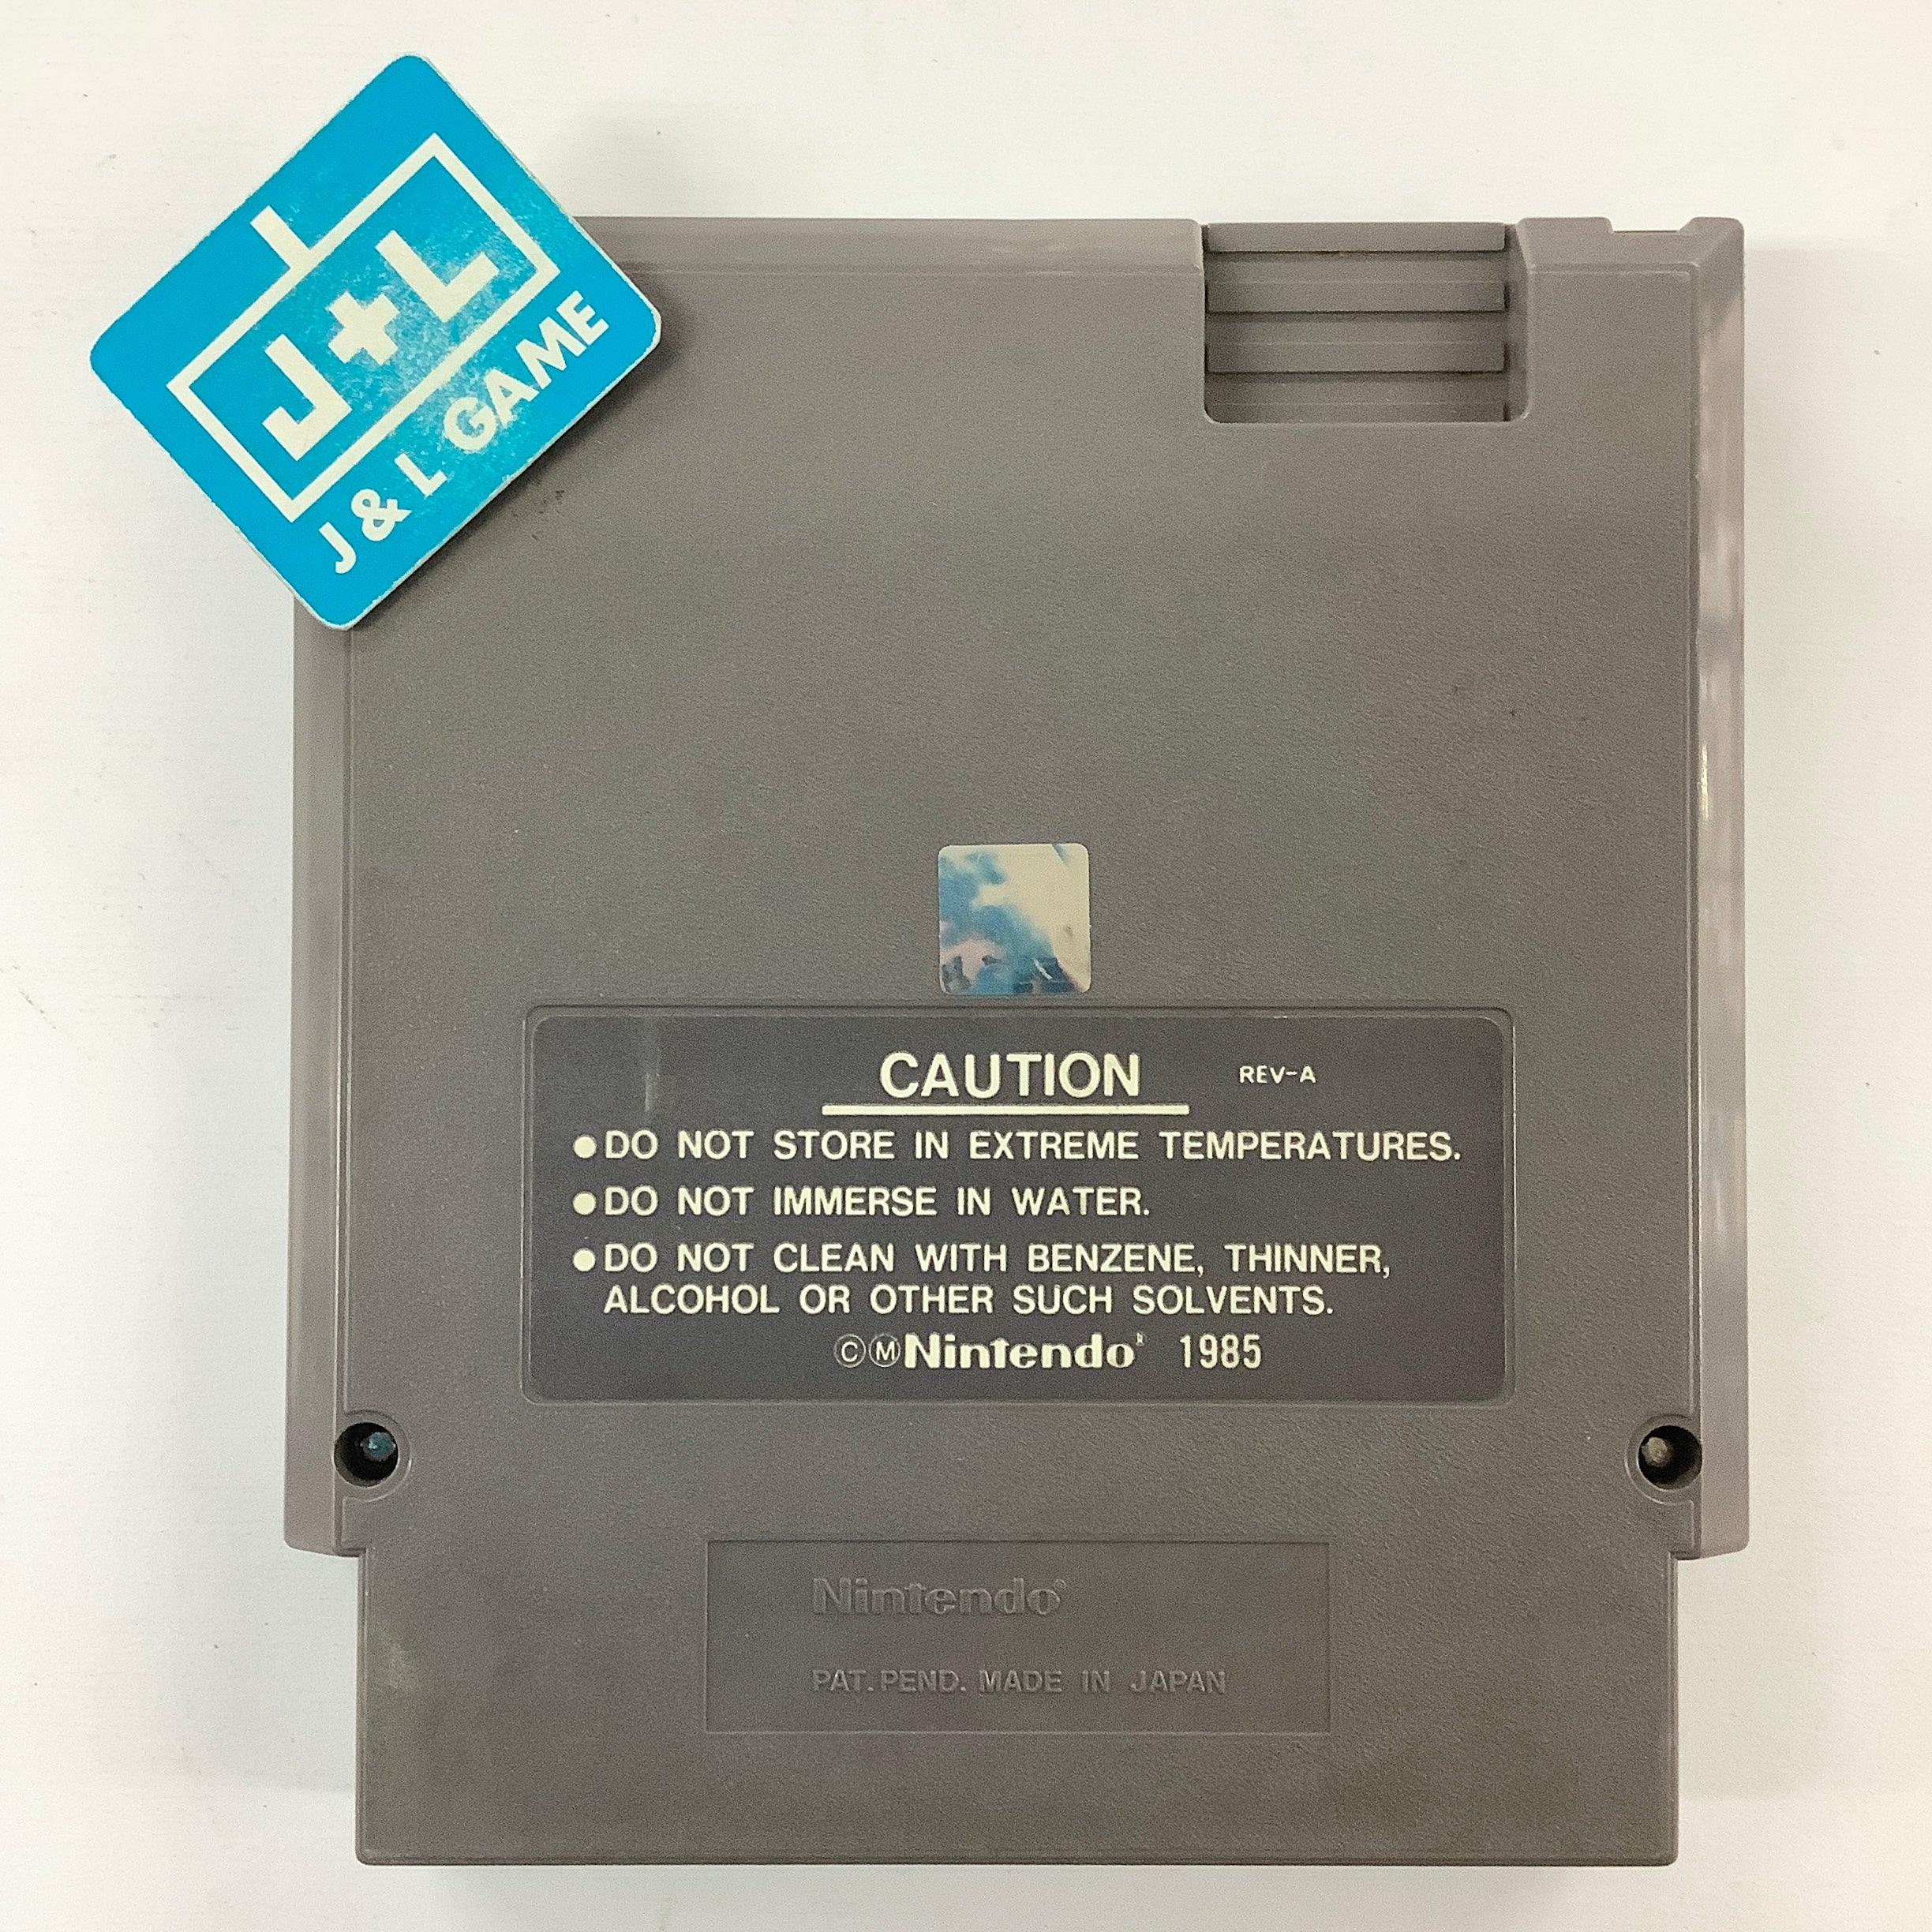 J+L
J & L GAME
CAUTION REV-A
●DO NOT STORE IN EXTREME TEMPERATURES.
●DO NOT IMMERSE IN WATER.
●DO NOT CLEAN WITH BENZENE, THINNER,
ALCOHOL OR OTHER SUCH SOLVENTS.
©ⓂNintendo® 1985
Nintendo®
PAT. PEND. MADE IN JAPAN